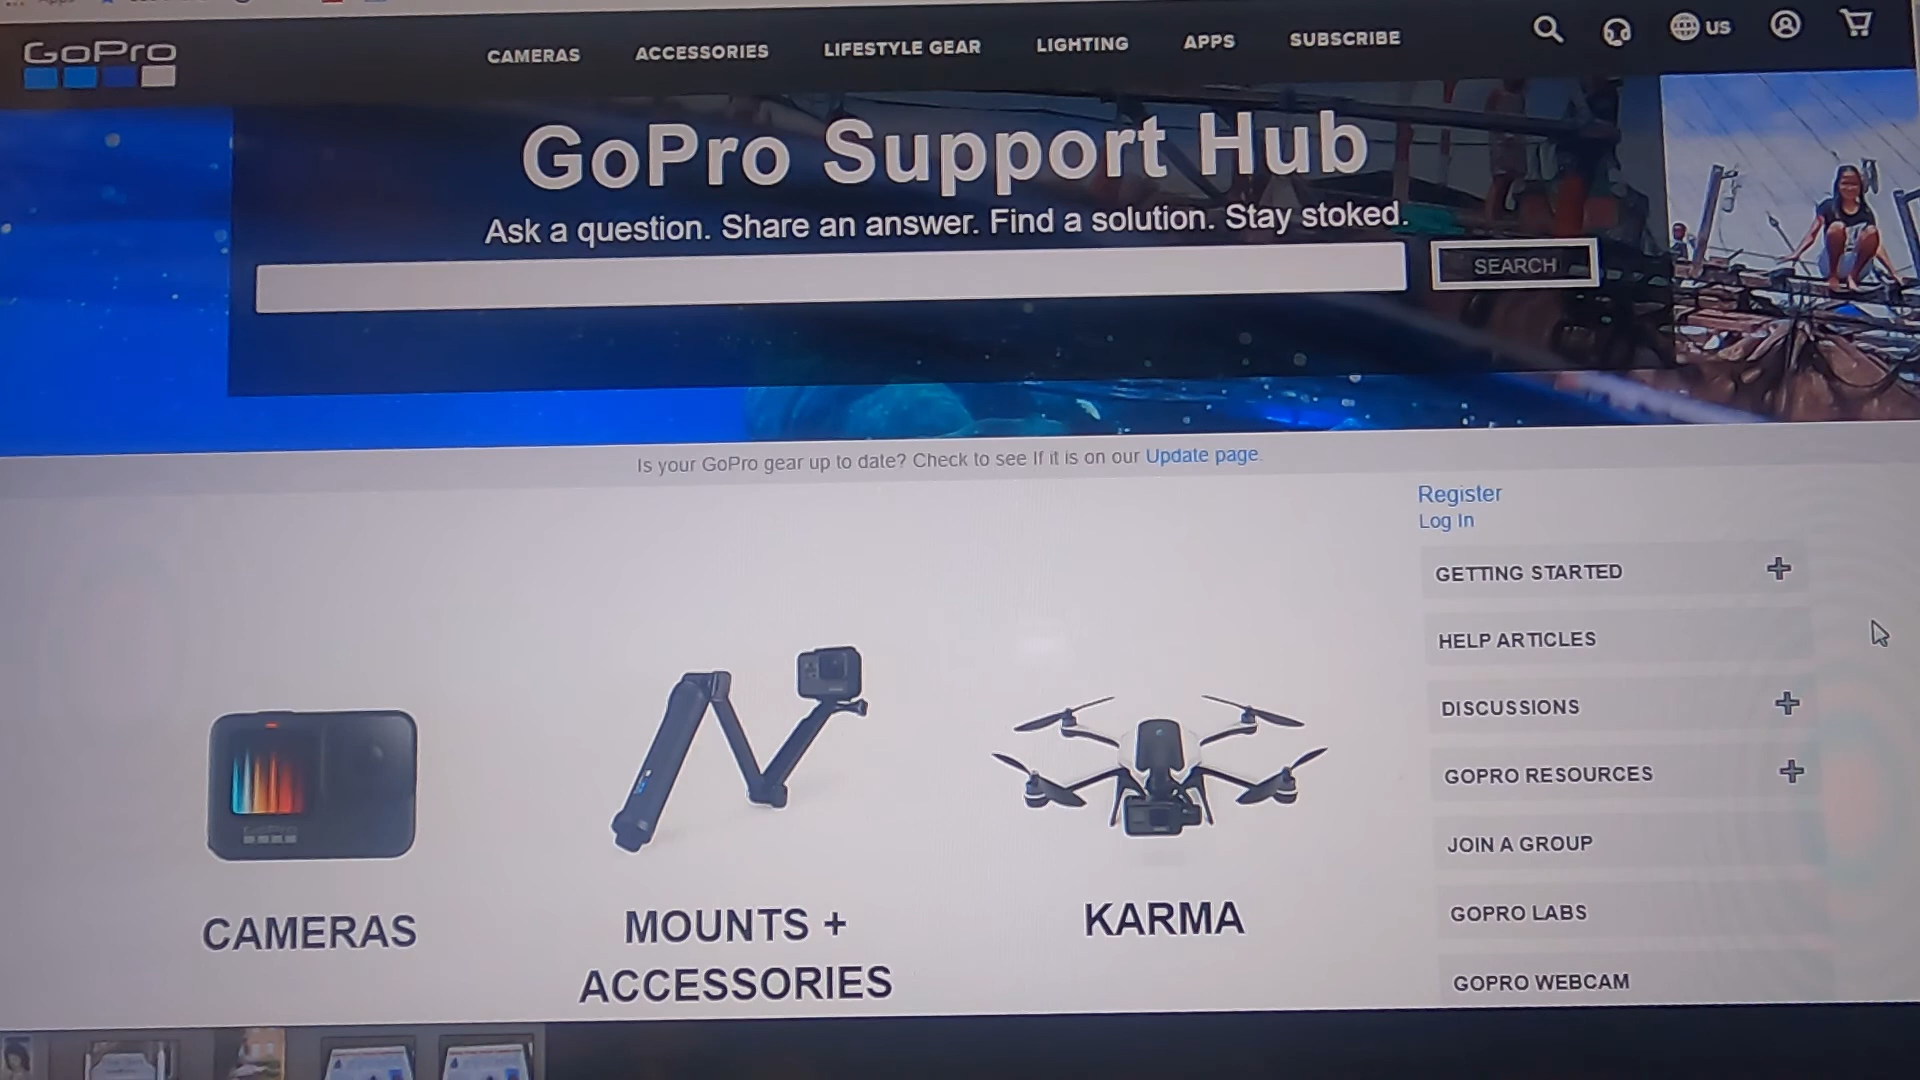 GoPro
CAMERAS
ACCESSORIES
LIFESTYLE GEAR
LIGHTING
APPS
SUBSCRIBE
US
GoPro Support Hub
Ask a question. Share an answer. Find a solution. Stay stoked.
SEARCH
Is your GoPro gear up to date? Check to see If it is on our Update page.
Register
Log In
GETTING STARTED
HELP ARTICLES
DISCUSSIONS
GOPRO RESOURCES
JOIN A GROUP
GOPRO LABS
GOPRO WEBCAM
GoPro
CAMERAS
MOUNTS +
ACCESSORIES
KARMA